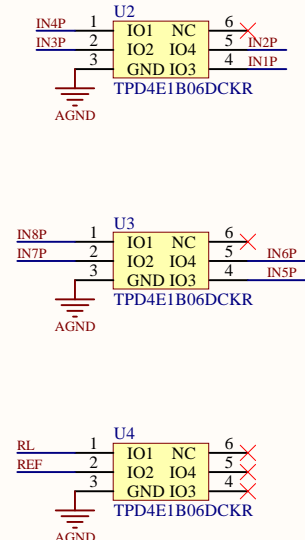 U2
IN4P 1 IO1 NC 6
IN3P 2 IO2 IO4 5 IN2P
3 GND IO3 4 IN1P
TPD4E1B06DCKR
AGND
U3
IN8P 1 IO1 NC 6
IN7P 2 IO2 IO4 5 IN6P
3 GND IO3 4 IN5P
TPD4E1B06DCKR
AGND
U4
RL 1 IO1 NC 6
REF 2 IO2 IO4 5
3 GND IO3 4
TPD4E1B06DCKR
AGND